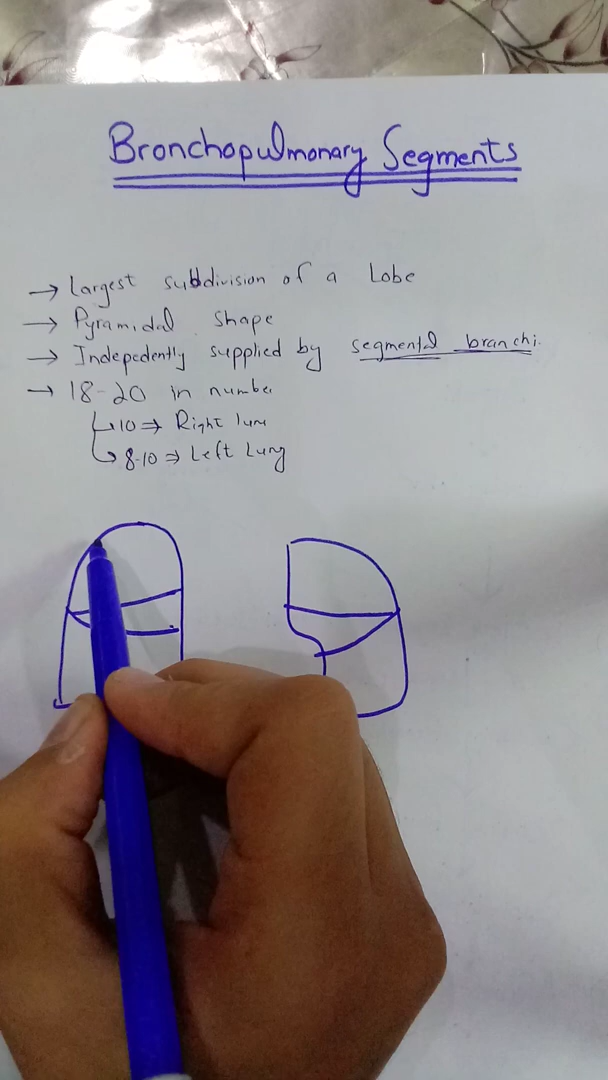 Bronchopulmonary Segments
→ Largest subdivision of a Lobe
→ Pyramidal shape
→ Indepedently supplied by segmental branchi.
→ 18-20 in number
10 ⇒ Right lung
8-10 ⇒ Left Lung